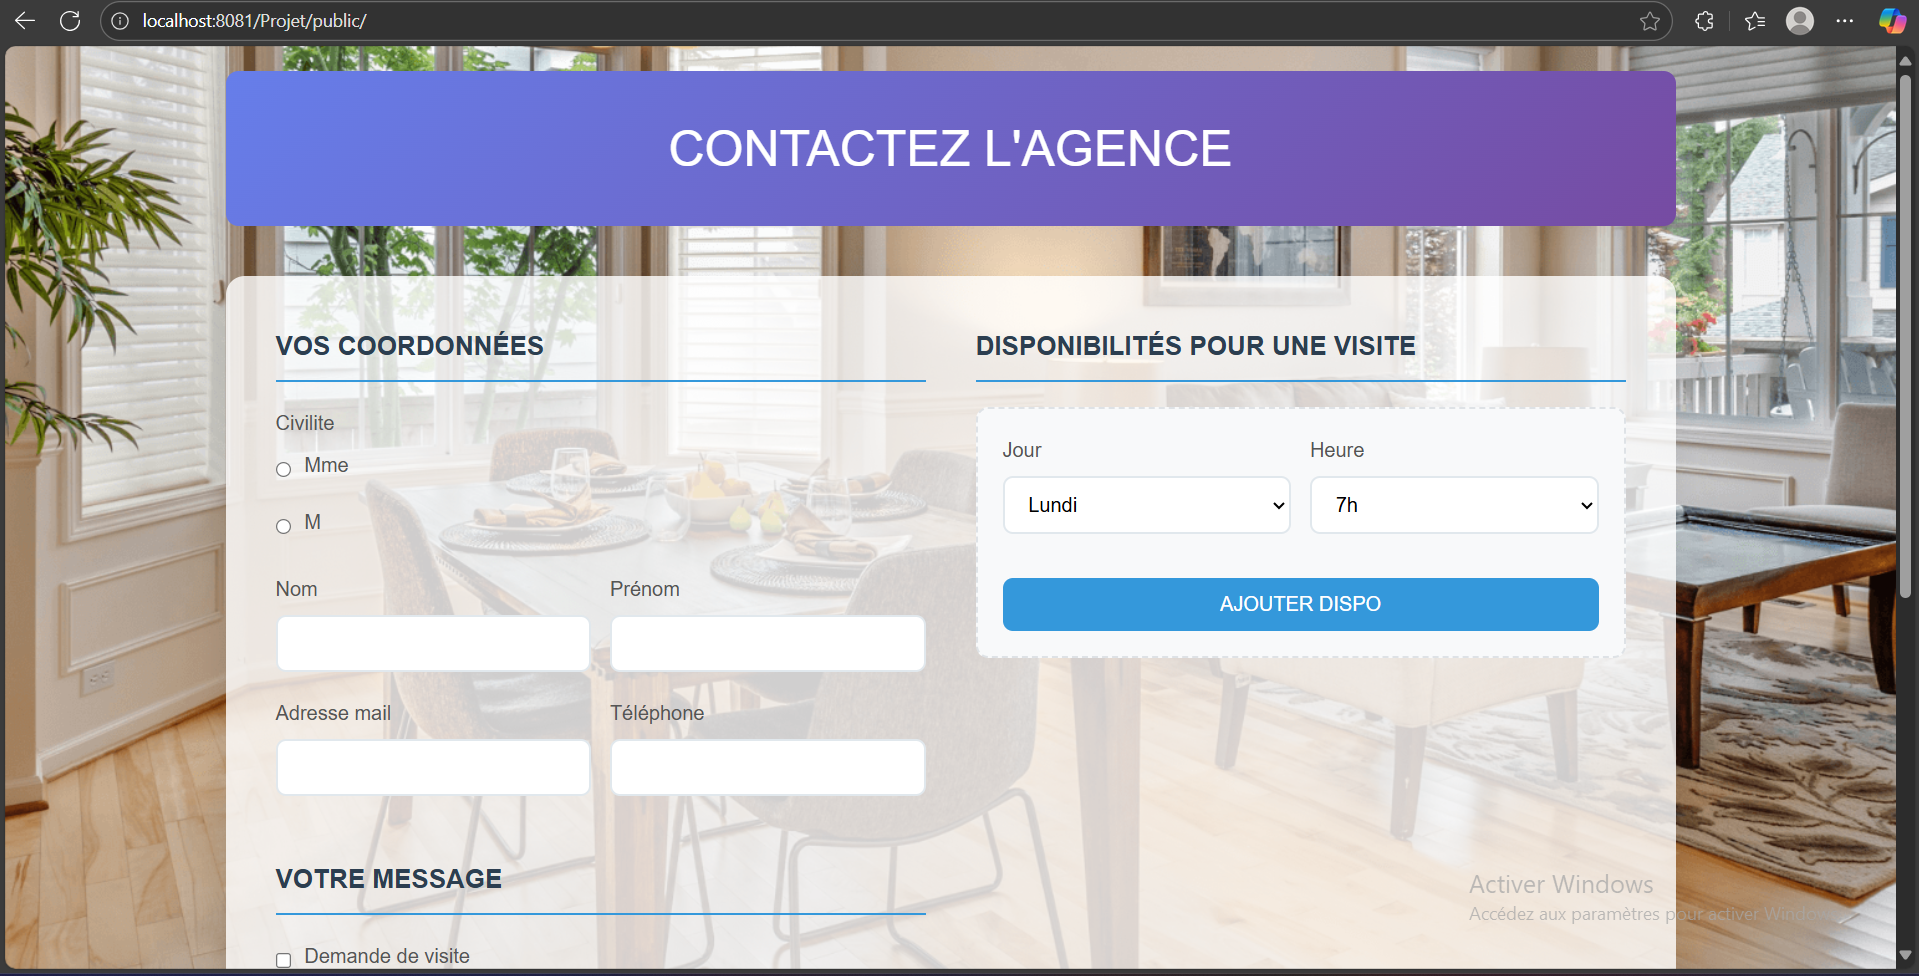 localhost:8081/Projet/public/
CONTACTEZ L'AGENCE
VOS COORDONNÉES
Civilite
Mme
M
Nom
Prénom
Adresse mail
Téléphone
VOTRE MESSAGE
Demande de visite
DISPONIBILITÉS POUR UNE VISITE
Jour
Heure
Lundi
7h
AJOUTER DISPO
Activer Windows
Accédez aux paramètres pour activer Windows.